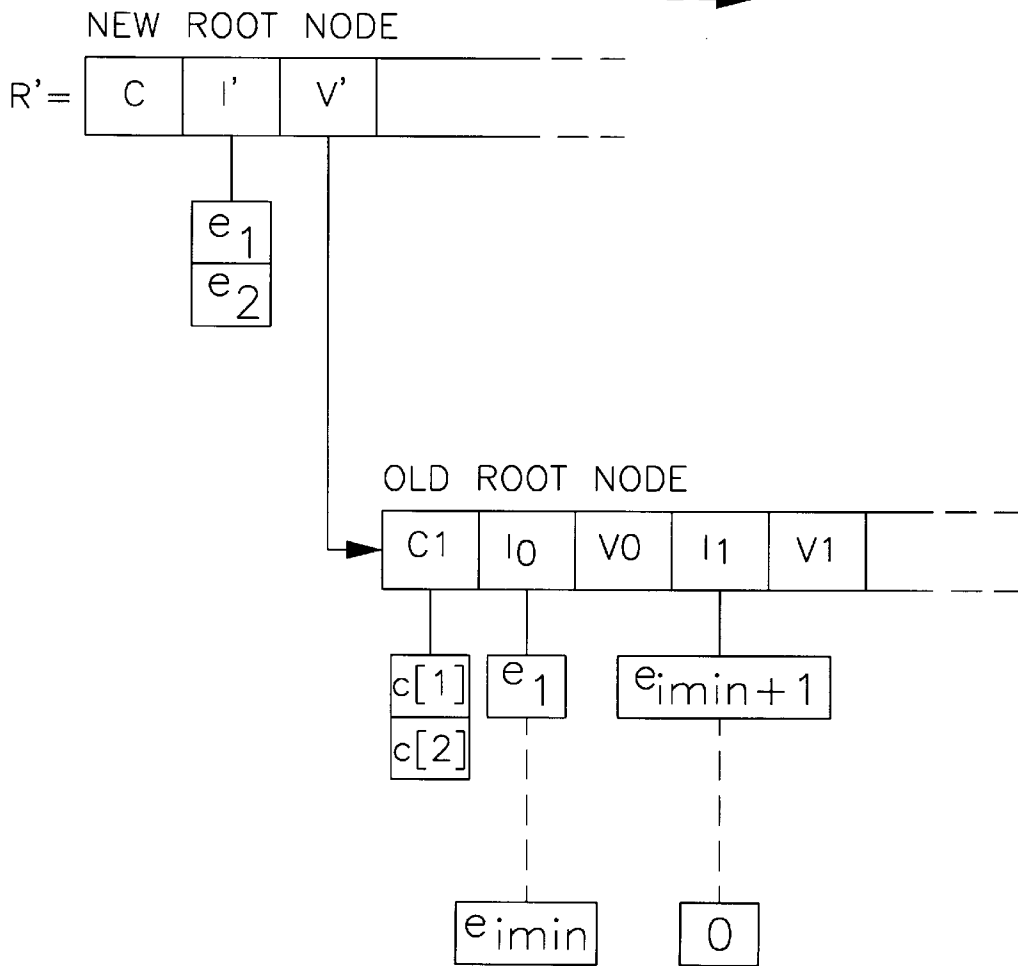 NEW ROOT NODE
R'= C I' V'
e1
e2
OLD ROOT NODE
C1 I0 V0 I1 V1
c[1] e1 eimin+1
c[2]
eimin 0